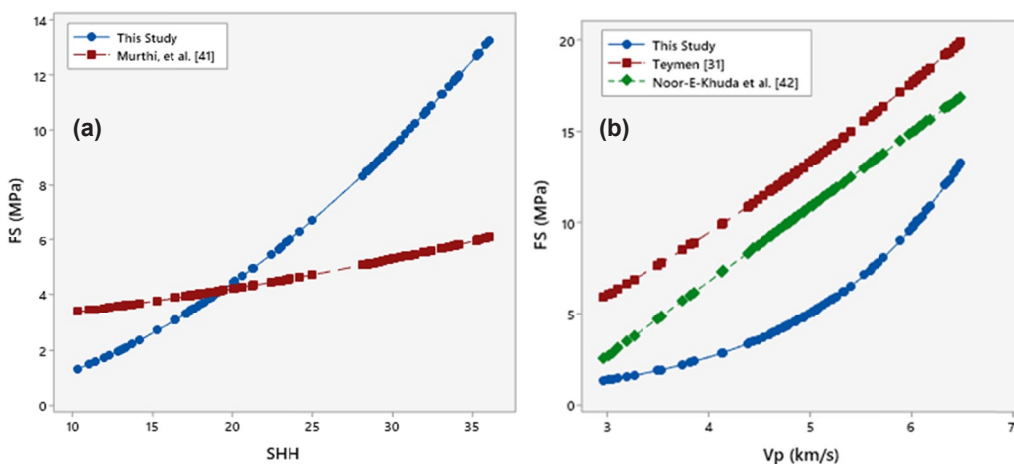 14
12
10
8
6
4
2
0
FS (MPa)
This Study
Murthi, et al. [41]
(a)
10 15 20 25 30 35
SHH
20
15
10
5
0
FS (MPa)
This Study
Teymen [31]
Noor-E-Khuda et al. [42]
(b)
3 4 5 6 7
Vp (km/s)